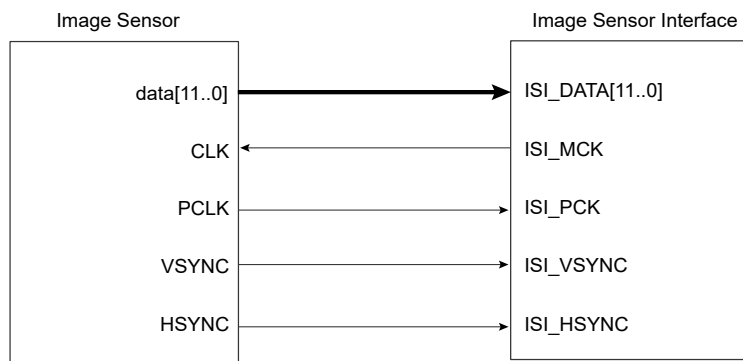 Image Sensor
Image Sensor Interface
data[11..0]
ISI_DATA[11..0]
CLK
ISI_MCK
PCLK
ISI_PCK
VSYNC
ISI_VSYNC
HSYNC
ISI_HSYNC